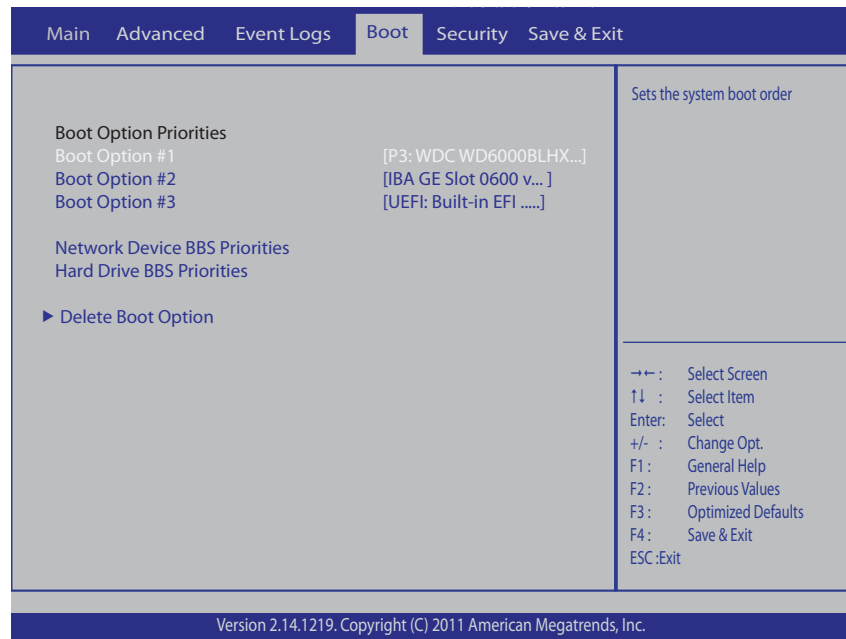 Main Advanced Event Logs Boot Security Save & Exit
Sets the system boot order
Boot Option Priorities
Boot Option #1 [P3: WDC WD6000BLHX...]
Boot Option #2 [IBA GE Slot 0600 v... ]
Boot Option #3 [UEFI: Built-in EFI .....]
Network Device BBS Priorities
Hard Drive BBS Priorities
▶ Delete Boot Option
→← : Select Screen
↑↓ : Select Item
Enter: Select
+/- : Change Opt.
F1 : General Help
F2 : Previous Values
F3 : Optimized Defaults
F4 : Save & Exit
ESC :Exit
Version 2.14.1219. Copyright (C) 2011 American Megatrends, Inc.